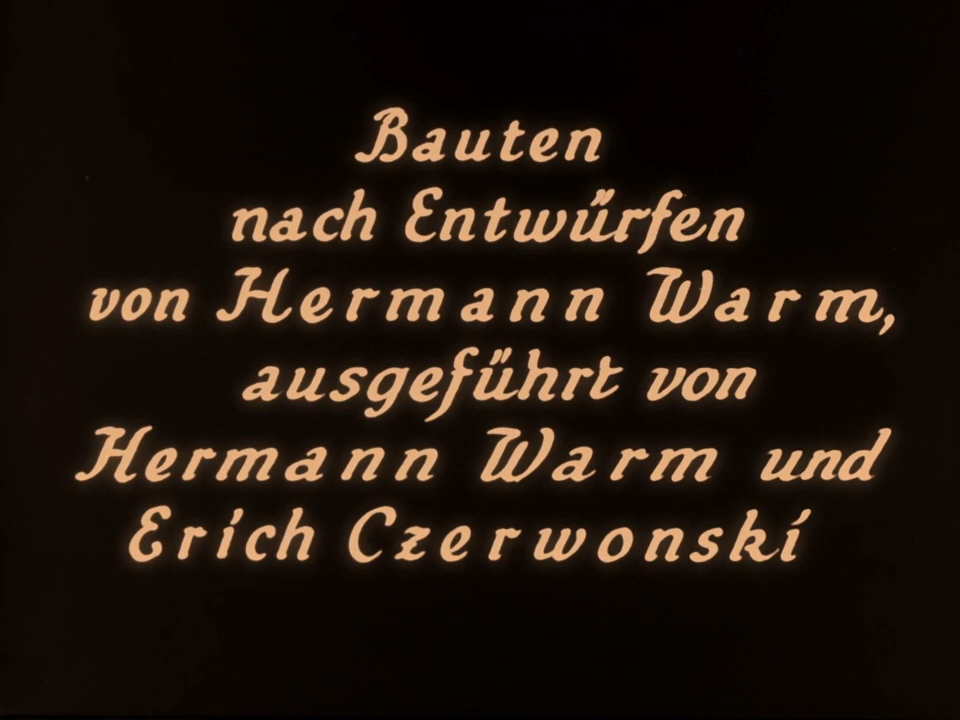 Bauten
nach Entwürfen
von Hermann Warm,
ausgeführt von
Hermann Warm und
Erich Czerwonski